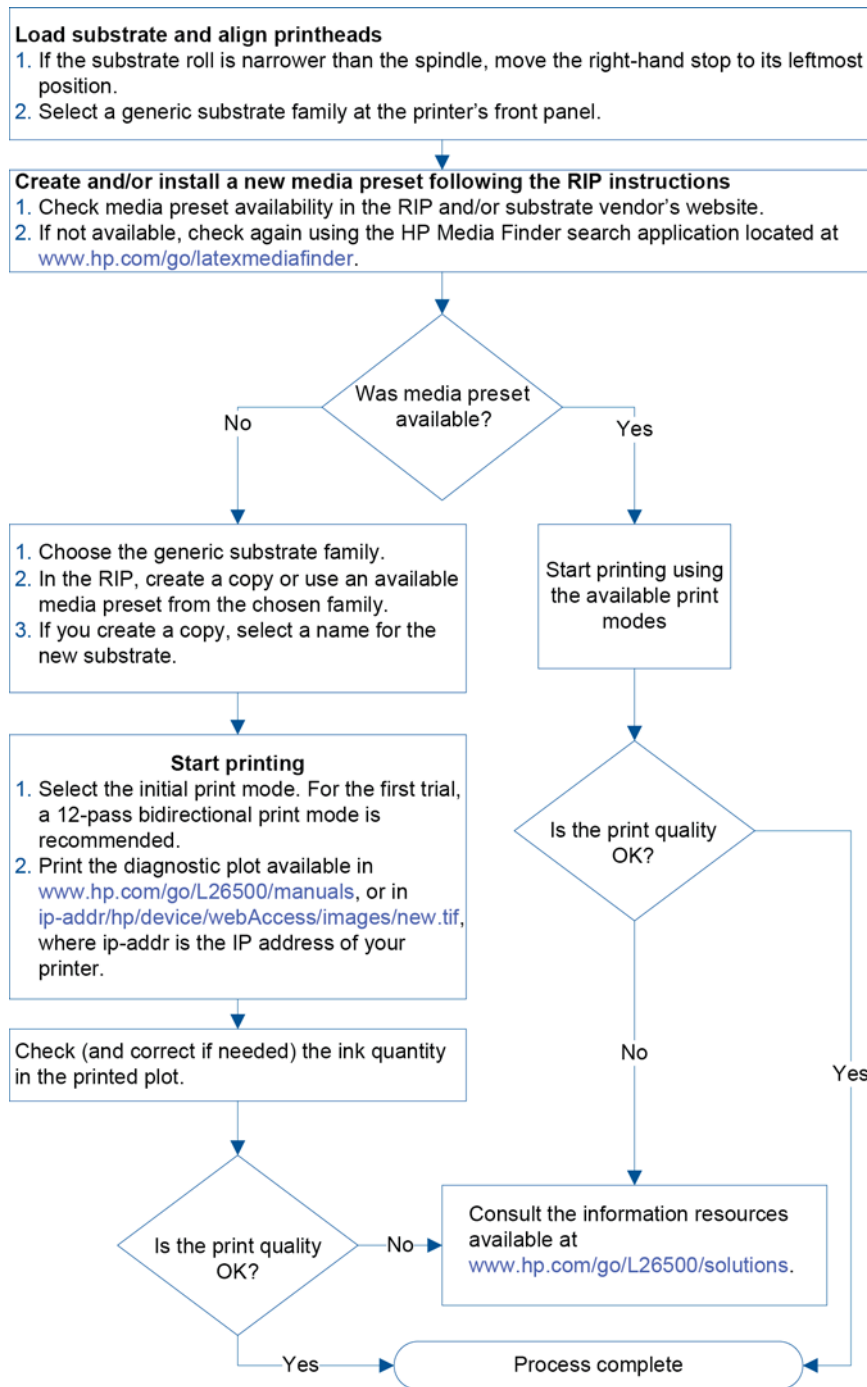 Load substrate and align printheads
1. If the substrate roll is narrower than the spindle, move the right-hand stop to its leftmost
position.
2. Select a generic substrate family at the printer's front panel.
Create and/or install a new media preset following the RIP instructions
1. Check media preset availability in the RIP and/or substrate vendor's website.
2. If not available, check again using the HP Media Finder search application located at
www.hp.com/go/latexmediafinder.
Was media preset
available?
No
Yes
1. Choose the generic substrate family.
2. In the RIP, create a copy or use an available
media preset from the chosen family.
3. If you create a copy, select a name for the
new substrate.
Start printing using
the available print
modes
Start printing
1. Select the initial print mode. For the first trial,
a 12-pass bidirectional print mode is
recommended.
2. Print the diagnostic plot available in
www.hp.com/go/L26500/manuals, or in
ip-addr/hp/device/webAccess/images/new.tif,
where ip-addr is the IP address of your
printer.
Is the print quality
OK?
Check (and correct if needed) the ink quantity
in the printed plot.
No
Yes
Is the print quality
OK?
No
Consult the information resources
available at
www.hp.com/go/L26500/solutions.
Yes
Process complete